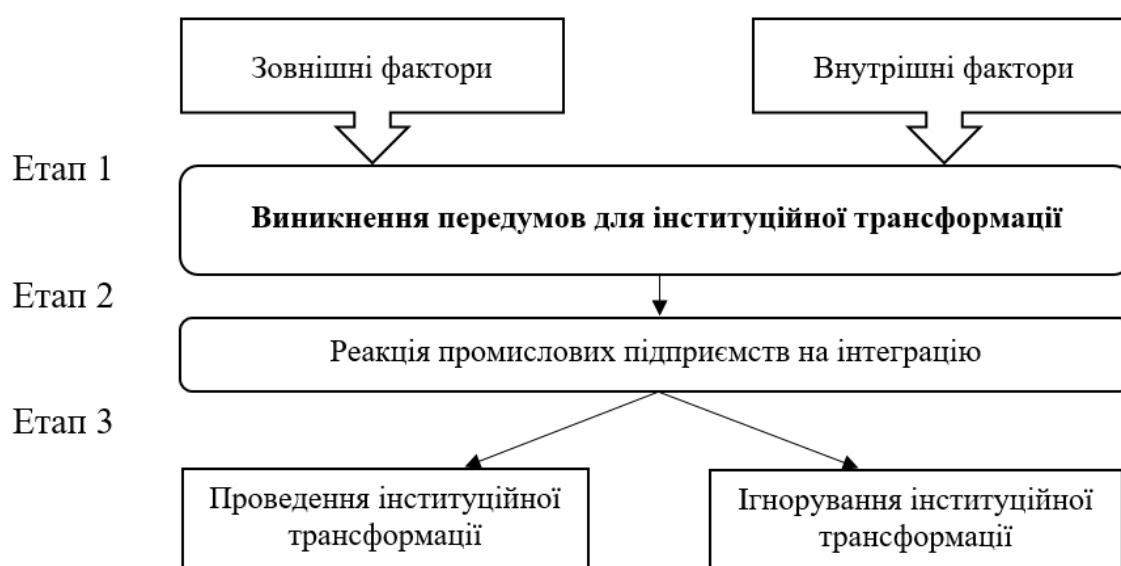 Зовнішні фактори
Внутрішні фактори
Етап 1
Виникнення передумов для інституційної трансформації
Етап 2
Реакція промислових підприємств на інтеграцію
Етап 3
Проведення інституційної
трансформації
Ігнорування інституційної
трансформації